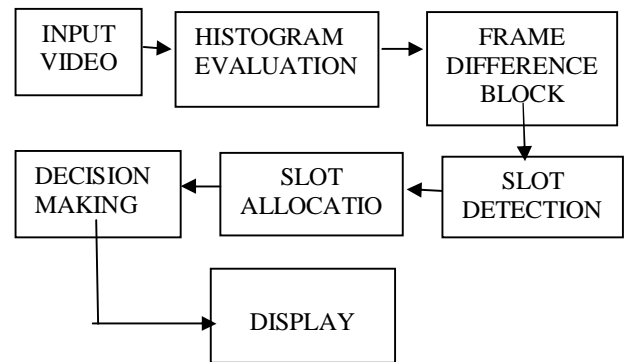 INPUT
VIDEO
HISTOGRAM
EVALUATION
FRAME
DIFFERENCE
BLOCK
SLOT
DETECTION
SLOT
ALLOCATIO
DECISION
MAKING
DISPLAY